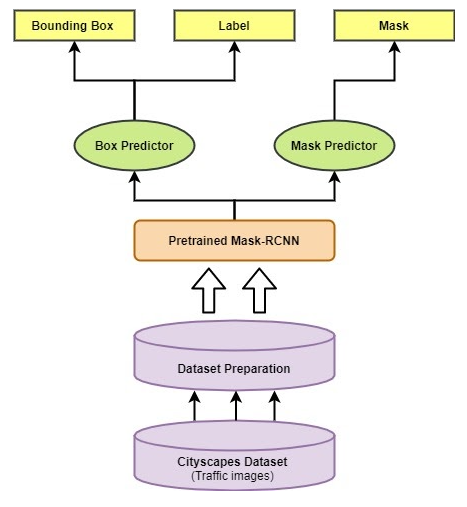 Bounding Box
Label
Mask
Box Predictor
Mask Predictor
Pretrained Mask-RCNN
Dataset Preparation
Cityscapes Dataset
(Traffic images)